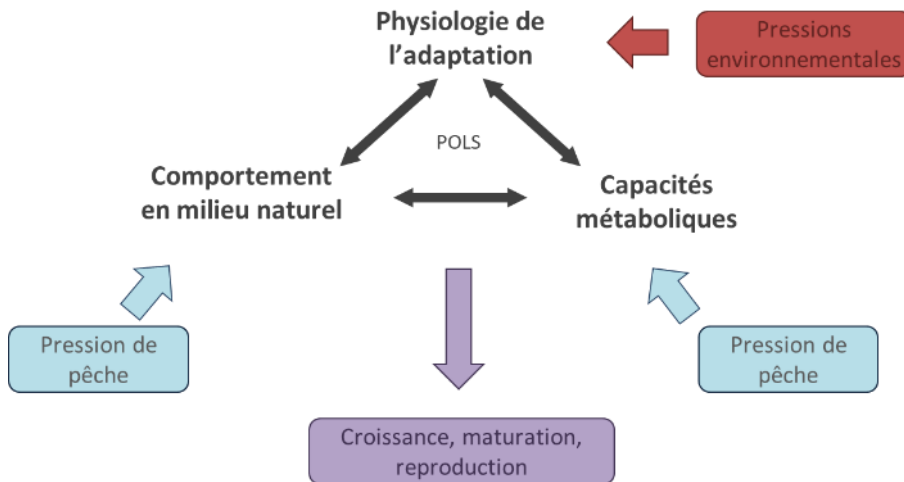 Physiologie de
l'adaptation
Pressions
environnementales
POLS
Comportement
en milieu naturel
Capacités
métaboliques
Pression de
pêche
Pression de
pêche
Croissance, maturation,
reproduction